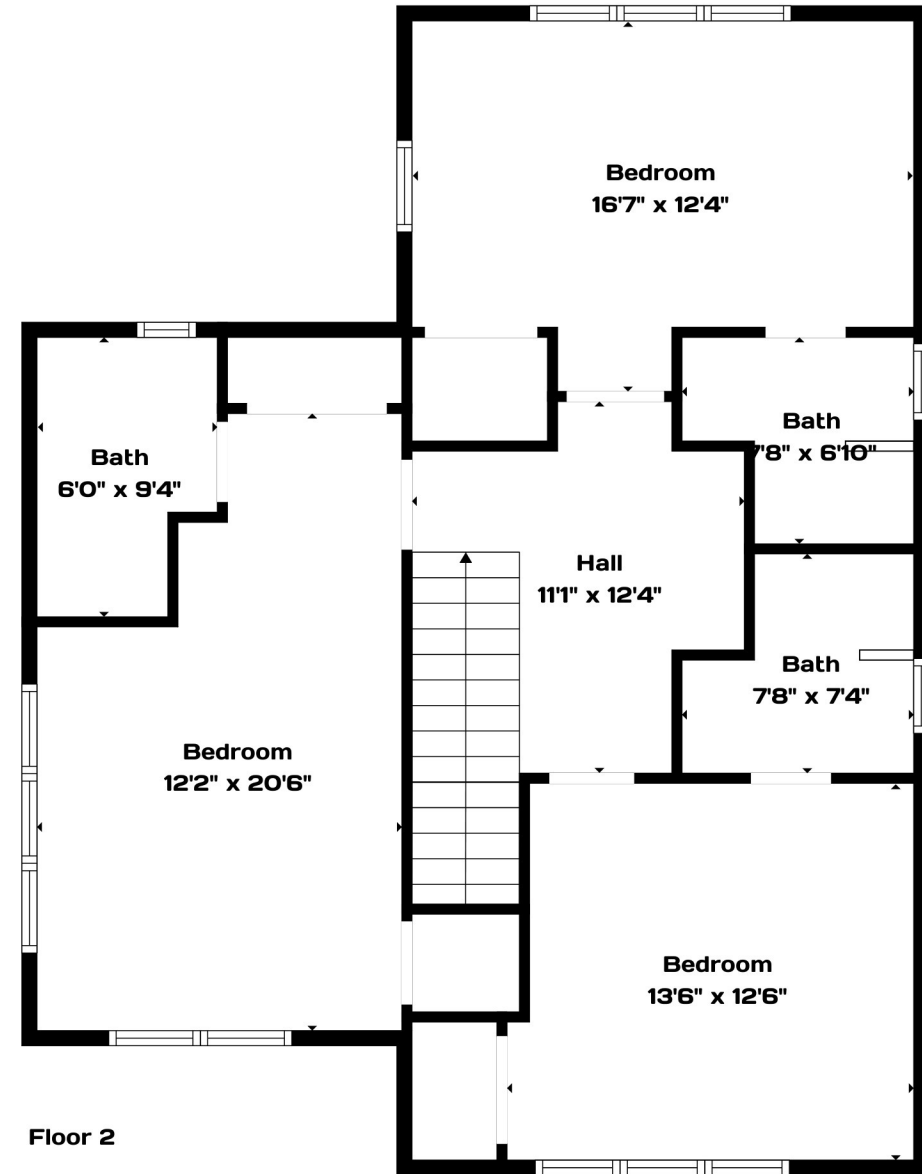 Bedroom
16'7" x 12'4"
Bath
7'8" x 6'10"
Bath
6'0" x 9'4"
Hall
11'1" x 12'4"
Bath
7'8" x 7'4"
Bedroom
12'2" x 20'6"
Bedroom
13'6" x 12'6"
Floor 2